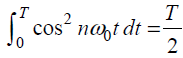 ∫₀ᵀ cos² nω₀t dt = T/2